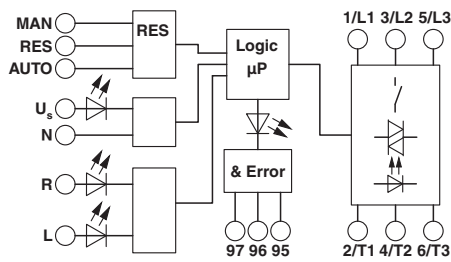 MAN
RES
AUTO
RES
Us
N
R
L
Logic
µP
& Error
97 96 95
1/L1 3/L2 5/L3
2/T1 4/T2 6/T3